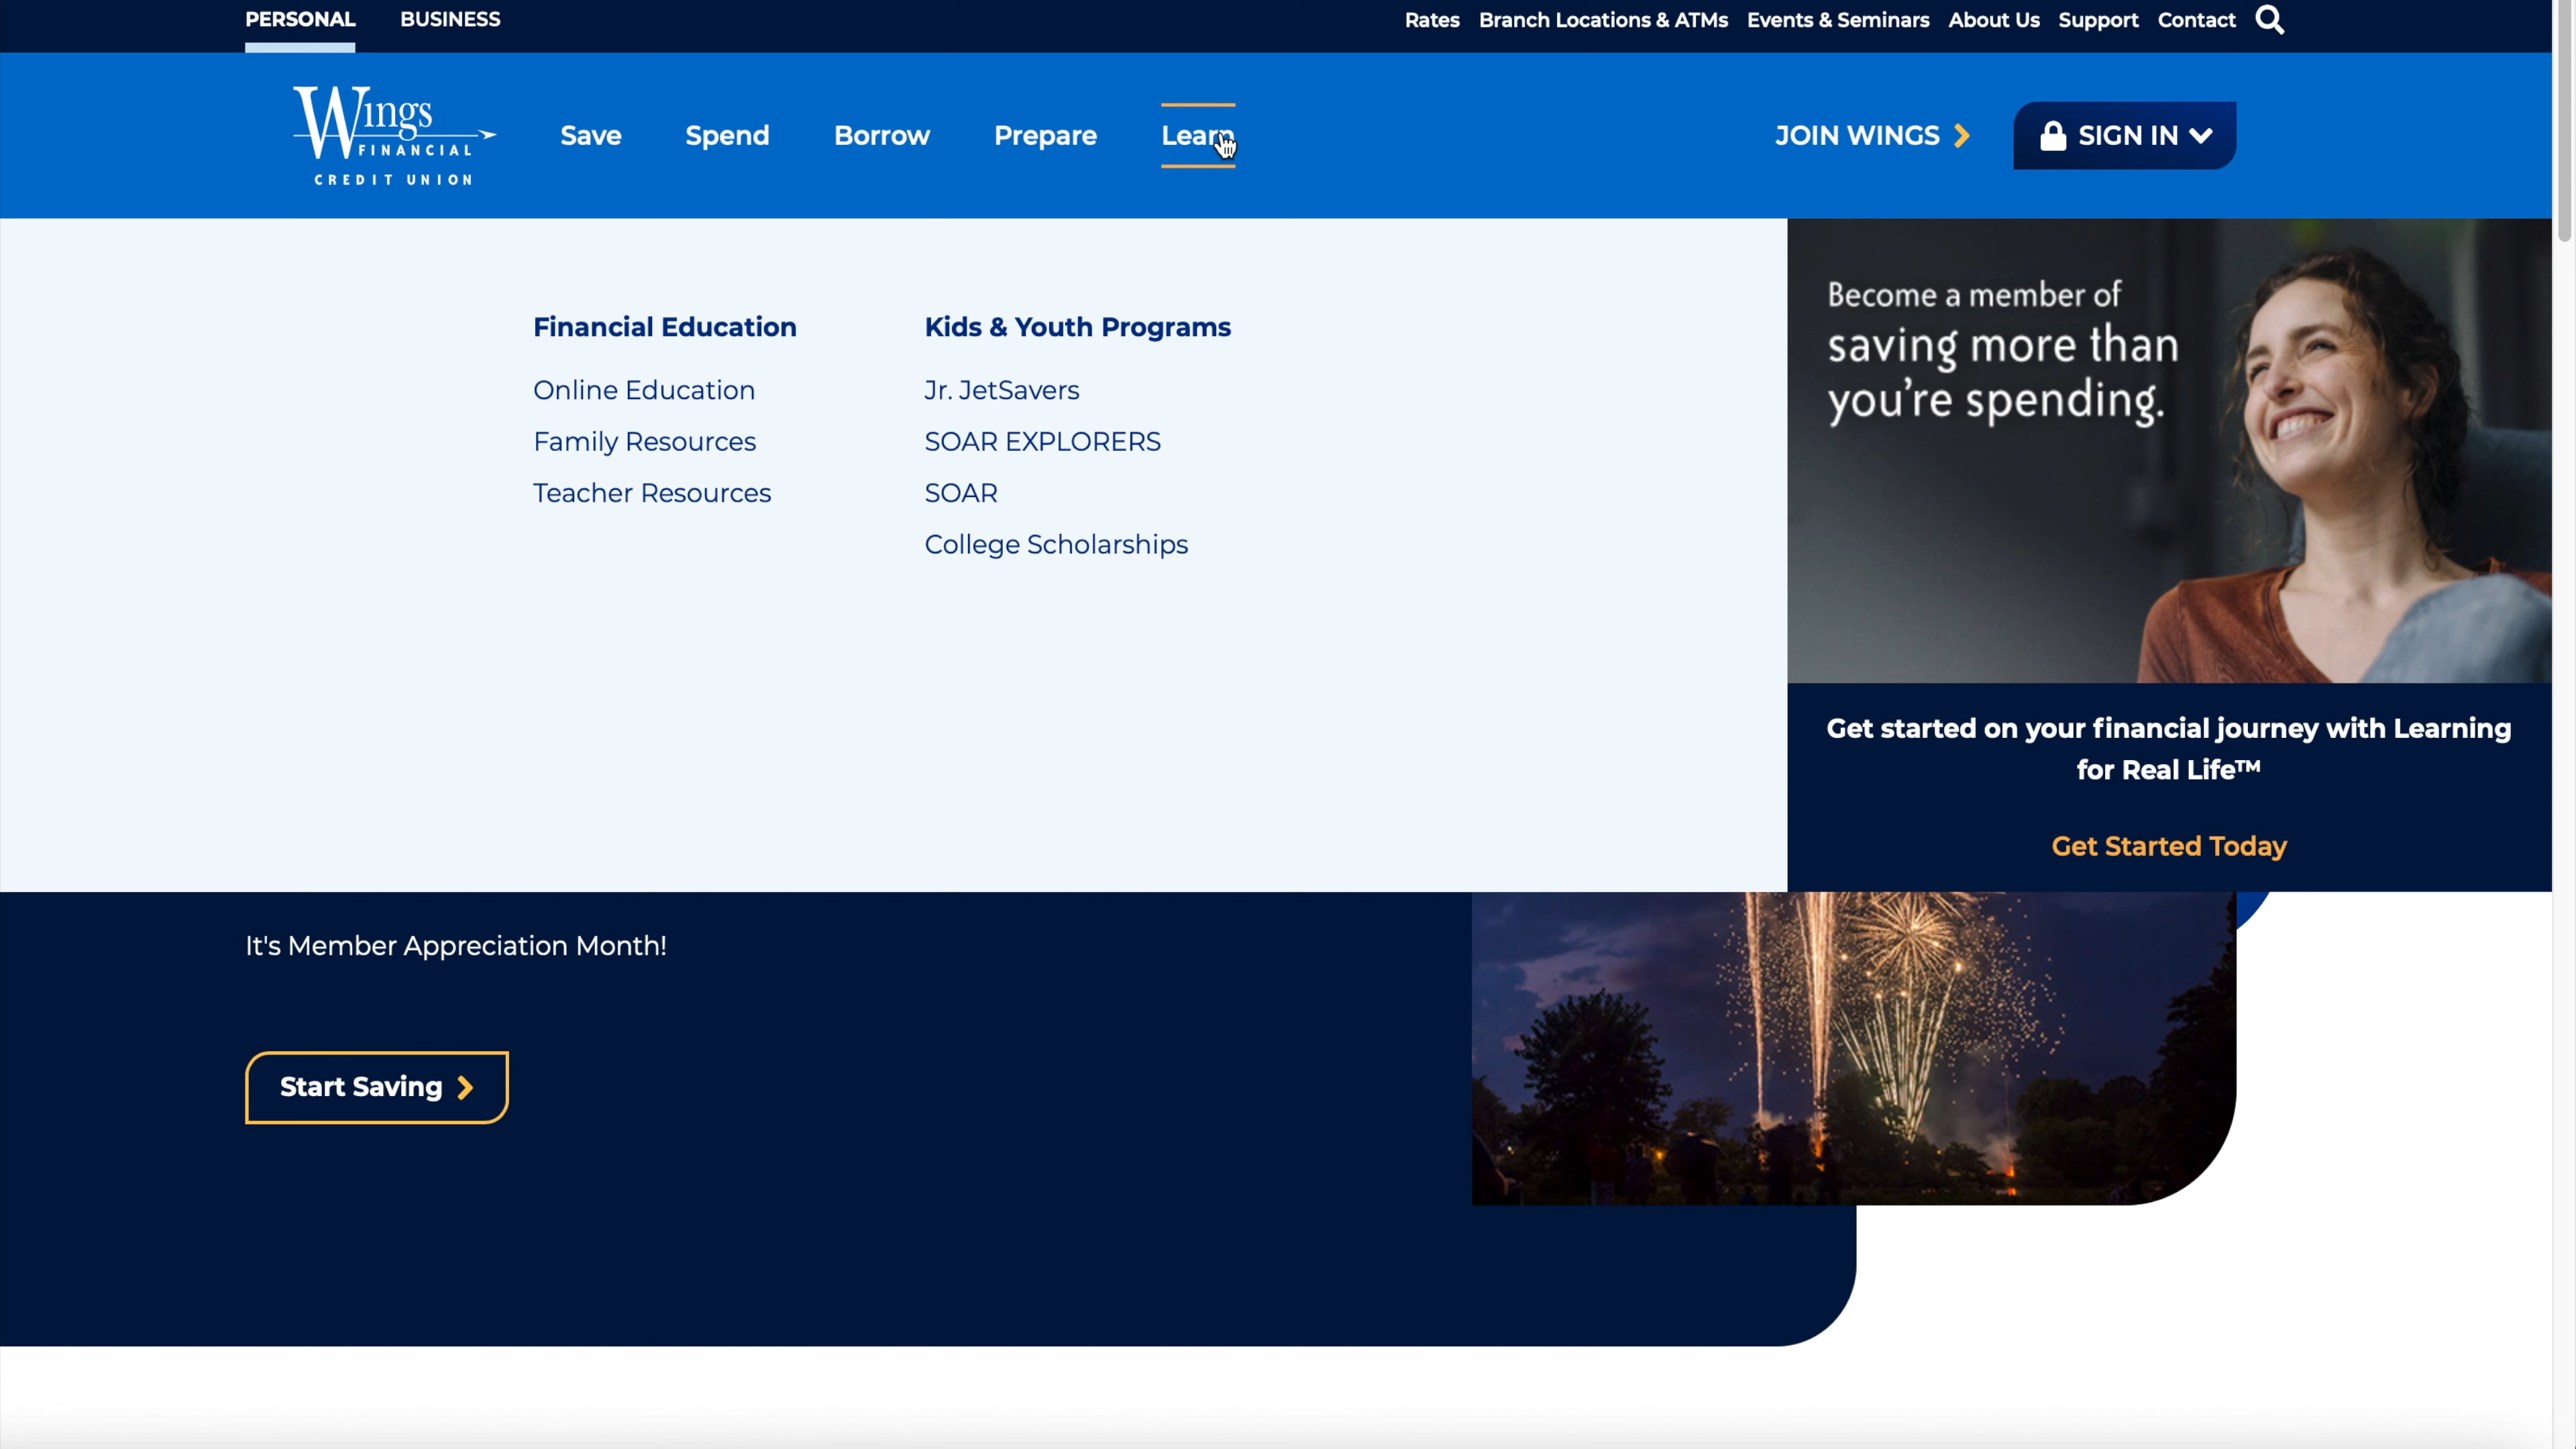 PERSONAL BUSINESS Rates Branch Locations & ATMs Events & Seminars About Us Support Contact
Wings
FINANCIAL
CREDIT UNION
Save Spend Borrow Prepare Learn JOIN WINGS SIGN IN
Financial Education
Online Education
Family Resources
Teacher Resources
Kids & Youth Programs
Jr. JetSavers
SOAR EXPLORERS
SOAR
College Scholarships
Become a member of
saving more than
you're spending.
Get started on your financial journey with Learning
for Real Life™
Get Started Today
It's Member Appreciation Month!
Start Saving